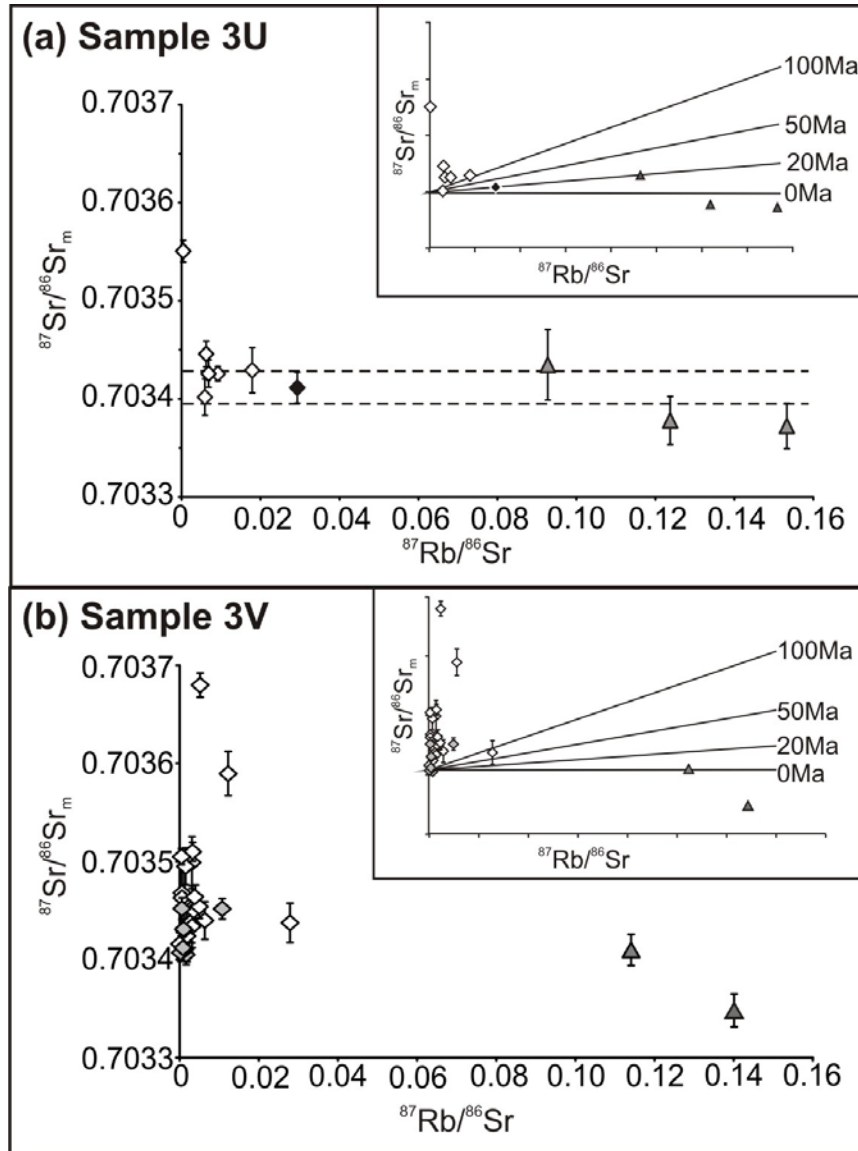 (a) Sample 3U
⁸⁷Sr/⁸⁶Srₘ
0.7037
0.7036
0.7035
0.7034
0.7033
0 0.02 0.04 0.06 0.08 0.10 0.12 0.14 0.16
⁸⁷Rb/⁸⁶Sr
⁸⁷Sr/⁸⁶Srₘ
100Ma
50Ma
20Ma
0Ma
⁸⁷Rb/⁸⁶Sr
(b) Sample 3V
⁸⁷Sr/⁸⁶Srₘ
0.7037
0.7036
0.7035
0.7034
0.7033
0 0.02 0.04 0.06 0.08 0.10 0.12 0.14 0.16
⁸⁷Rb/⁸⁶Sr
⁸⁷Sr/⁸⁶Srₘ
100Ma
50Ma
20Ma
0Ma
⁸⁷Rb/⁸⁶Sr